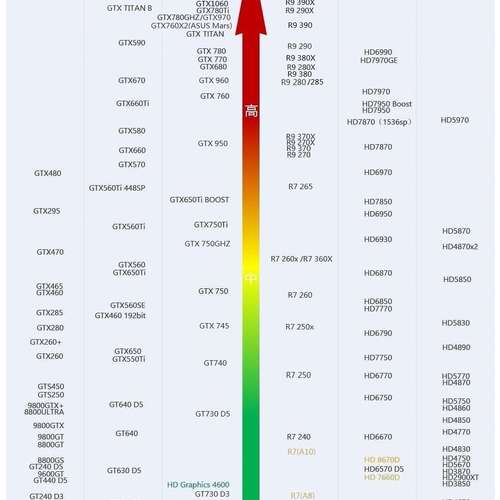 GTX1060
R9 390X
GTX TITAN B
GTX780Ti
R9 290X
GTX780GHZ/GTX970
GTX760X2(ASUS Mars)
R9 390
GTX TITAN
GTX590
R9 290
GTX 780
HD6990
GTX 770
R9 380X
HD7970GE
GTX680
R9 280X
R9 380
GTX670
GTX 960
R9 280 /285
GTX 760
HD7970
GTX660Ti
HD7950 Boost
HD7950
高
HD7870（1536sp.）
HD5970
GTX580
R9 370X
GTX 950
R9 270X
GTX660
R9 370
HD7870
R9 270
GTX570
GTX480
HD6970
GTX560Ti 448SP
R7 265
GTX650TI BOOST
HD7850
GTX295
HD6950
GTX560Ti
GTX750Ti
HD5870
HD6930
GTX 750GHZ
HD4870x2
GTX470
R7 260x /R7 360X
GTX560
GTX650Ti
HD6870
中
HD5850
GTX465
GTX460
GTX 750
R7 260
GTX560SE
HD6850
HD7770
GTX285
GTX460 192bit
GTX280
GTX 745
R7 250x
HD5830
HD6790
GTX260+
GTX650
HD4890
GTX260
GTX550Ti
HD7750
GT740
R7 250
HD6770
HD5770
HD4870
GTS450
GTS250
HD6750
9800GTX+
GT640 D5
HD5750
8800ULTRA
HD4860
GT730 D5
9800GTX
HD4850
9800GT
GT640
R7 240
HD6670
HD4770
8800GT
HD4830
R7(A10)
8800GS
HD 8670D
HD4750
GT240 D5
HD5670
9600GT
GT630 D5
HD6570 D5
HD3870
GT440 D5
HD 7660D
HD2900XT
HD Graphics 4600
HD3850
GT240 D3
GT730 D3
R7(A8)